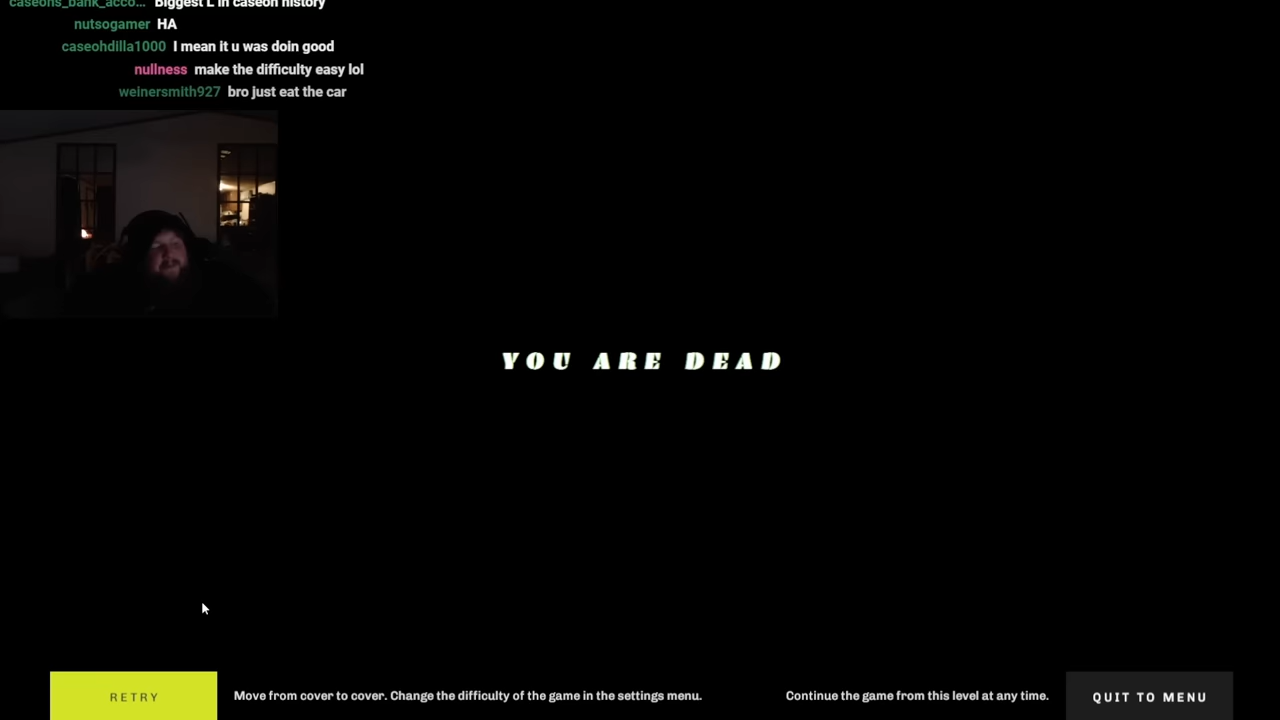 caseohs_bank_acco... Biggest L in caseoh history
nutsogamer HA
caseohdilla1000 I mean it u was doin good
nullness make the difficulty easy lol
weinersmith927 bro just eat the car
YOU ARE DEAD
RETRY
Move from cover to cover. Change the difficulty of the game in the settings menu.
Continue the game from this level at any time.
QUIT TO MENU